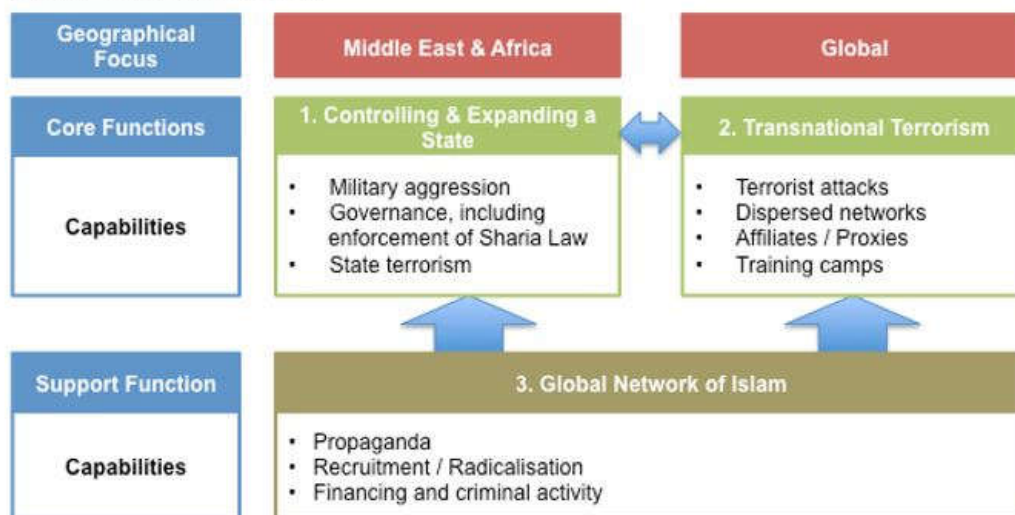 Geographical
Focus
Middle East & Africa
Global
Core Functions
1. Controlling & Expanding a
State
2. Transnational Terrorism
Capabilities
• Military aggression
• Governance, including
enforcement of Sharia Law
• State terrorism
• Terrorist attacks
• Dispersed networks
• Affiliates / Proxies
• Training camps
Support Function
3. Global Network of Islam
Capabilities
• Propaganda
• Recruitment / Radicalisation
• Financing and criminal activity